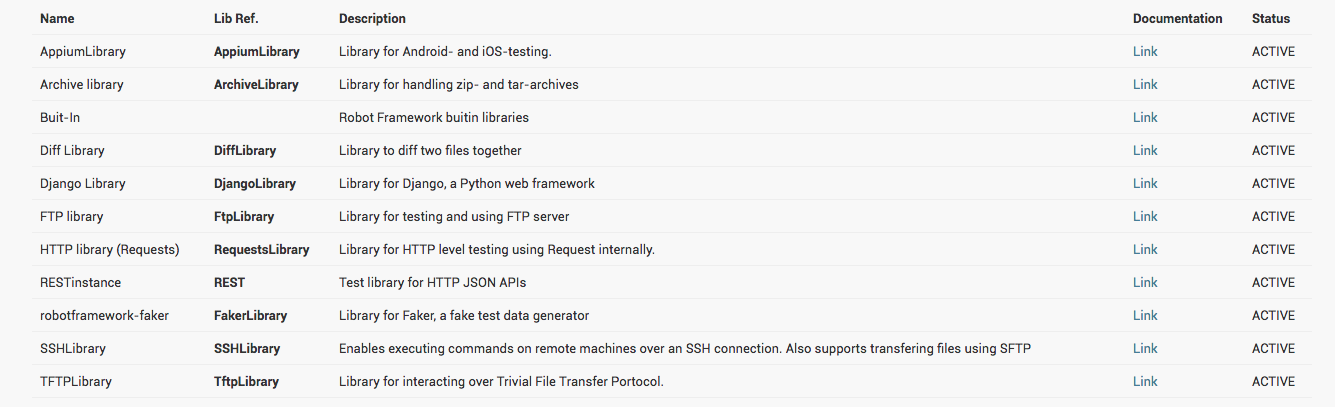 Name Lib Ref. Description Documentation Status
AppiumLibrary AppiumLibrary Library for Android- and iOS-testing. Link ACTIVE
Archive library ArchiveLibrary Library for handling zip- and tar-archives Link ACTIVE
Buit-In Robot Framework builtin libraries Link ACTIVE
Diff Library DiffLibrary Library to diff two files together Link ACTIVE
Django Library DjangoLibrary Library for Django, a Python web framework Link ACTIVE
FTP library FtpLibrary Library for testing and using FTP server Link ACTIVE
HTTP library (Requests) RequestsLibrary Library for HTTP level testing using Request internally. Link ACTIVE
RESTinstance REST Test library for HTTP JSON APIs Link ACTIVE
robotframework-faker FakerLibrary Library for Faker, a fake test data generator Link ACTIVE
SSHLibrary SSHLibrary Enables executing commands on remote machines over an SSH connection. Also supports transfering files using SFTP Link ACTIVE
TFTPLibrary TftpLibrary Library for interacting over Trivial File Transfer Portocol. Link ACTIVE